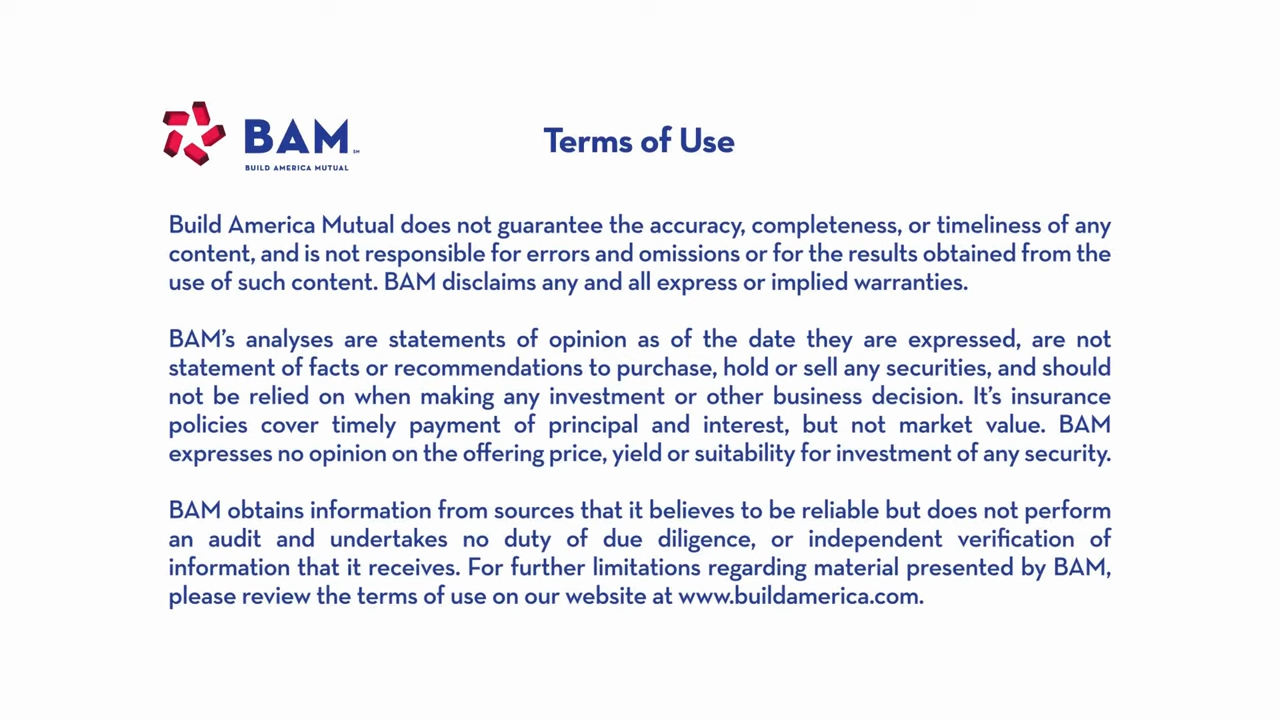 BAM
SM
BUILD AMERICA MUTUAL
Terms of Use
Build America Mutual does not guarantee the accuracy, completeness, or timeliness of any
content, and is not responsible for errors and omissions or for the results obtained from the
use of such content. BAM disclaims any and all express or implied warranties.
BAM’s analyses are statements of opinion as of the date they are expressed, are not
statement of facts or recommendations to purchase, hold or sell any securities, and should
not be relied on when making any investment or other business decision. It’s insurance
policies cover timely payment of principal and interest, but not market value. BAM
expresses no opinion on the offering price, yield or suitability for investment of any security.
BAM obtains information from sources that it believes to be reliable but does not perform
an audit and undertakes no duty of due diligence, or independent verification of
information that it receives. For further limitations regarding material presented by BAM,
please review the terms of use on our website at www.buildamerica.com.